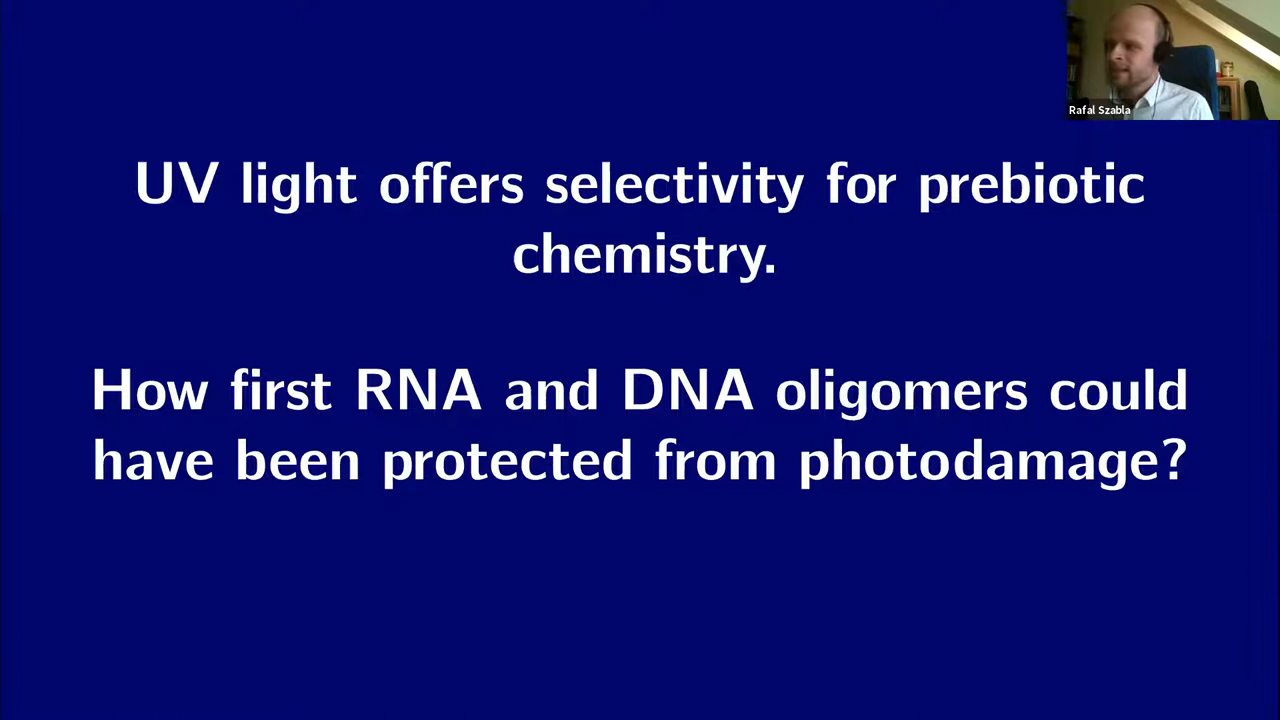 Rafal Szabla
UV light offers selectivity for prebiotic
chemistry.
How first RNA and DNA oligomers could
have been protected from photodamage?